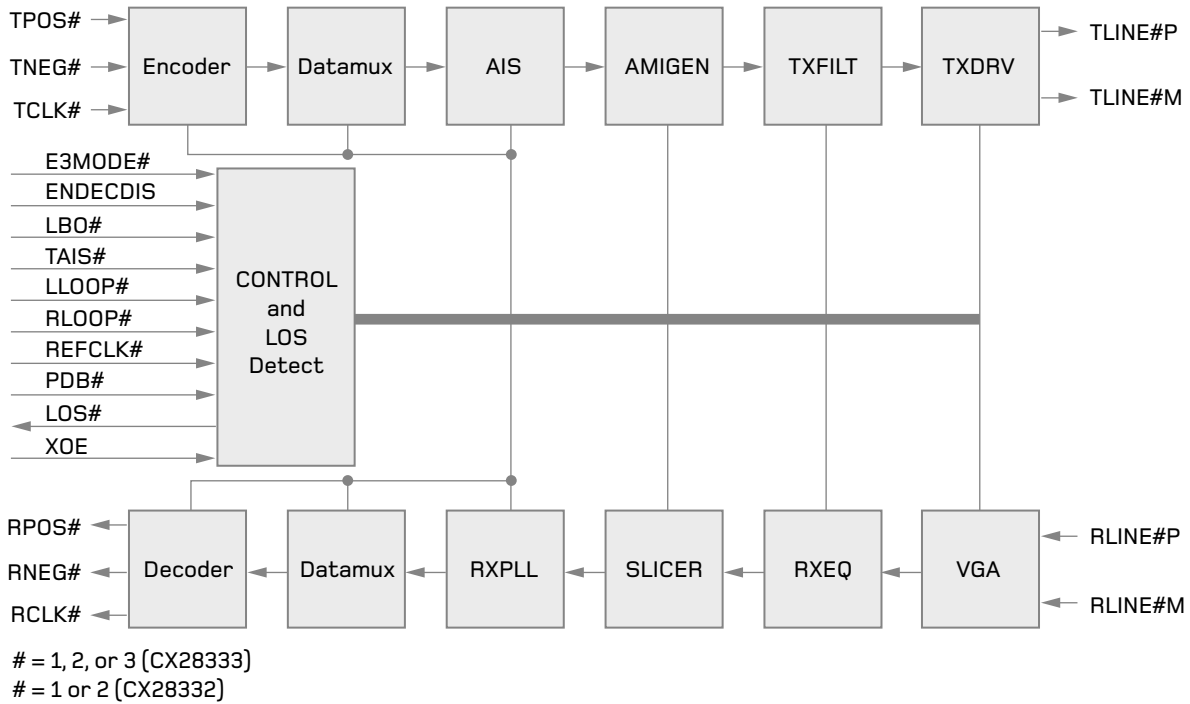 TPOS#
TNEG#
TCLK#
Encoder
Datamux
AIS
AMIGEN
TXFILT
TXDRV
TLINE#P
TLINE#M
E3MODE#
ENDECDIS
LBO#
TAIS#
LLOOP#
RLOOP#
REFCLK#
PDB#
LOS#
XOE
CONTROL
and
LOS
Detect
RPOS#
RNEG#
RCLK#
Decoder
Datamux
RXPLL
SLICER
RXEQ
VGA
RLINE#P
RLINE#M
# = 1, 2, or 3 (CX28333)
# = 1 or 2 (CX28332)